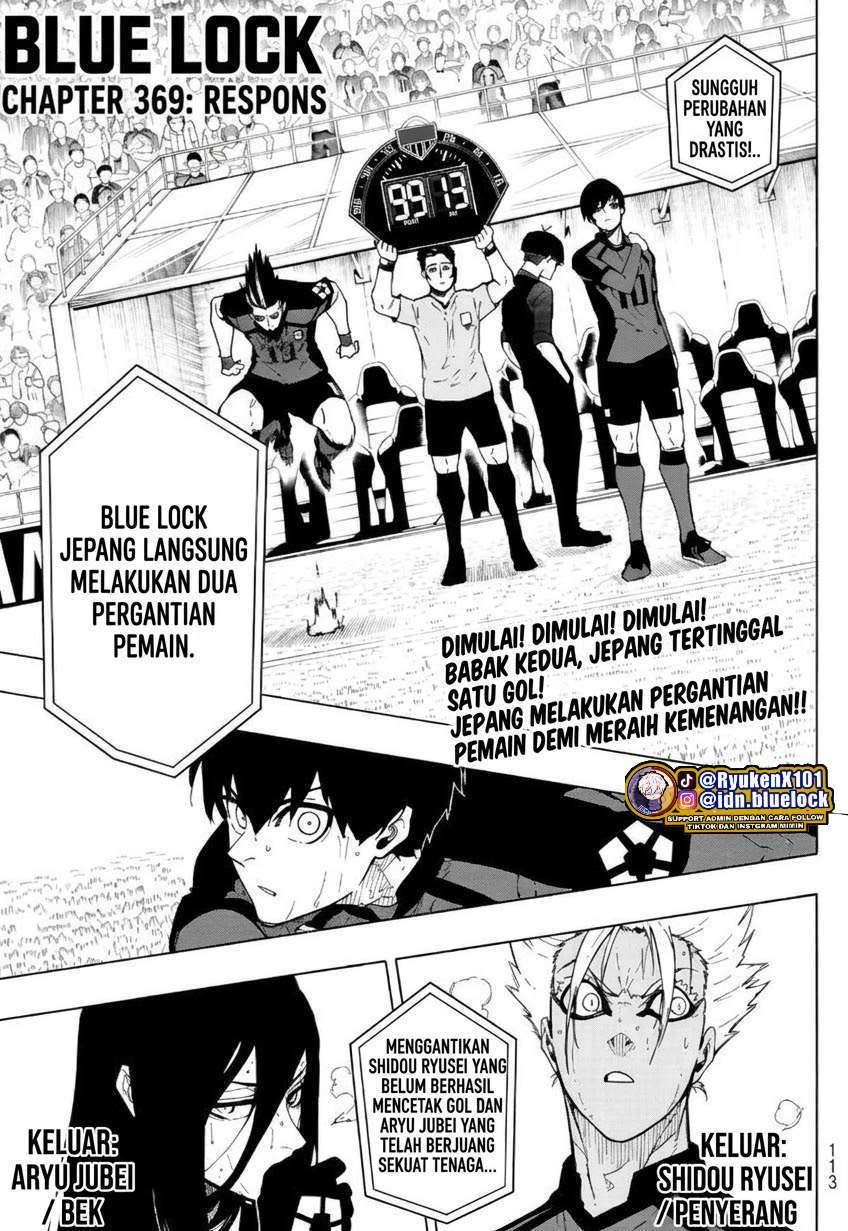 BLUE LOCK
CHAPTER 369: RESPONS
SUNGGUH
PERUBAHAN
YANG
DRASTIS!..
99 13
10
BLUE LOCK
JEPANG LANGSUNG
MELAKUKAN DUA
PERGANTIAN
PEMAIN.
DIMULAI! DIMULAI! DIMULAI!
BABAK KEDUA, JEPANG TERTINGGAL
SATU GOL!
JEPANG MELAKUKAN PERGANTIAN
PEMAIN DEMI MERAIH KEMENANGAN!!
@RyukenX101
@idn.bluelock
SUPPORT ADMIN DENGAN CARA FOLLOW
TIKTOK DAN INSTGRAM MIMIN
MENGGANTIKAN
SHIDOU RYUSEI YANG
BELUM BERHASIL
MENCETAK GOL DAN
ARYU JUBEI YANG
TELAH BERJUANG
SEKUAT TENAGA...
KELUAR:
SHIDOU RYUSEI
/ PENYERANG
KELUAR:
ARYU JUBEI
/ BEK
113